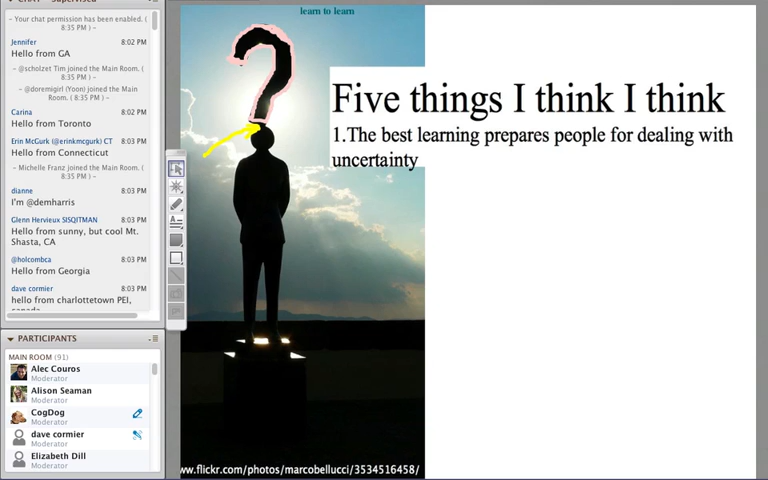 CHAT - Supervised
- Your chat permission has been enabled. (
8:35 PM ) -
Jennifer 8:02 PM
Hello from GA
- @scholzet Tim joined the Main Room. (
8:35 PM ) -
- @doremigirl (Yoon) joined the Main
Room. ( 8:35 PM ) -
Carina 8:02 PM
Hello from Toronto
Erin McGurk (@erinkmcgurk) CT 8:03 PM
Hello from Connecticut
- Michelle Franz joined the Main Room. (
8:35 PM ) -
dianne 8:03 PM
I'm @demharris
Glenn Hervieux SISQITMAN 8:03 PM
Hello from sunny, but cool Mt.
Shasta, CA
@holcombca 8:03 PM
Hello from Georgia
dave cormier 8:03 PM
hello from charlottetown PEI,
canada
PARTICIPANTS
MAIN ROOM (91)
Alec Couros
Moderator
Alison Seaman
Moderator
CogDog
Moderator
dave cormier
Moderator
Elizabeth Dill
Moderator
learn to learn
?
Five things I think I think
1.The best learning prepares people for dealing with
uncertainty
ww.flickr.com/photos/marcobellucci/3534516458/